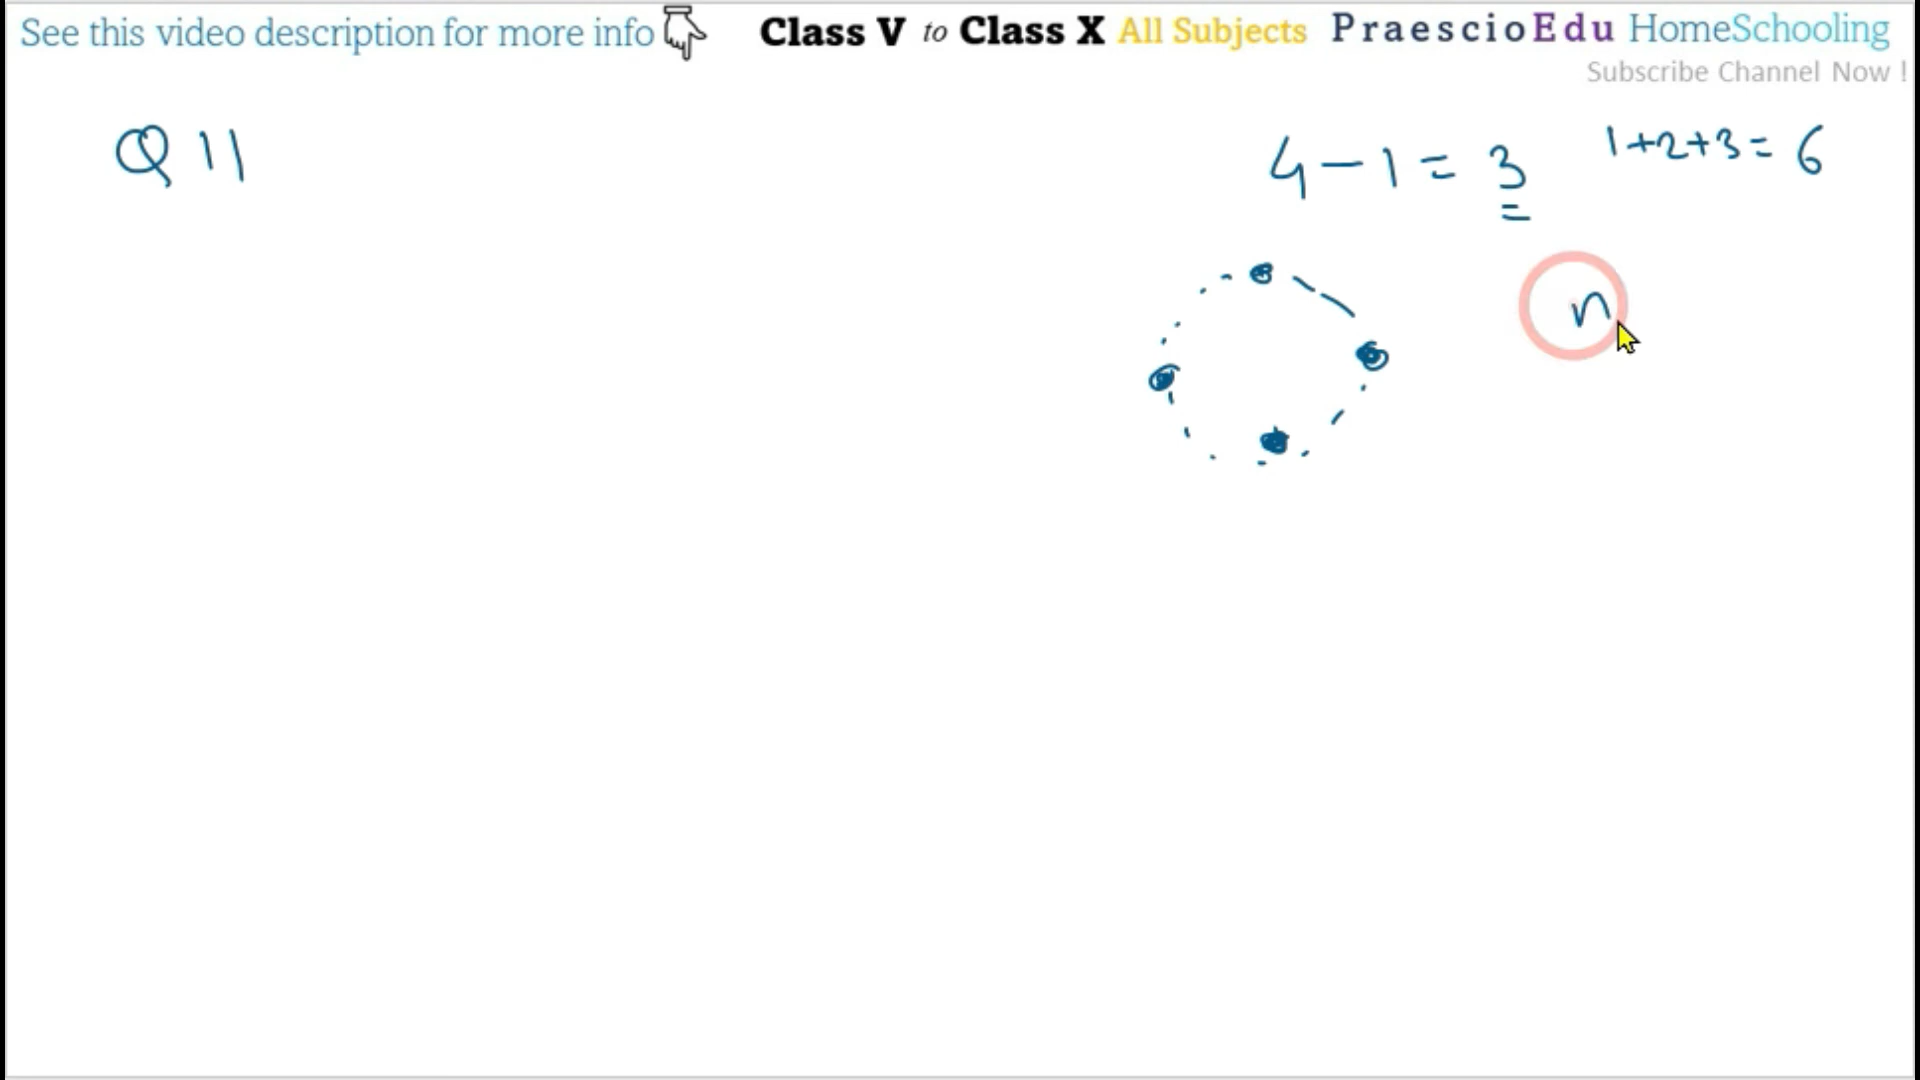 See this video description for more info Class V to Class X All Subjects PraescioEdu HomeSchooling
Subscribe Channel Now !
Q 11
4 - 1 = 3
1+2+3 = 6
n